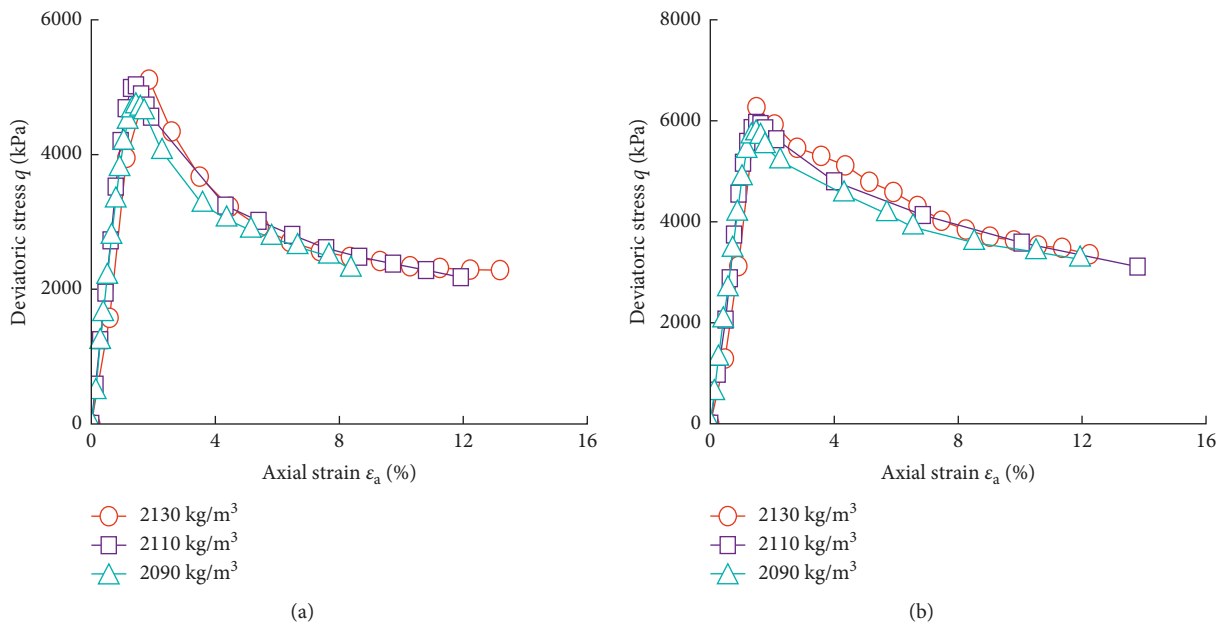 6000
4000
2000
0
Deviatoric stress q (kPa)
0 4 8 12 16
Axial strain εa (%)
2130 kg/m³
2110 kg/m³
2090 kg/m³
(a)
8000
6000
4000
2000
0
Deviatoric stress q (kPa)
0 4 8 12 16
Axial strain εa (%)
2130 kg/m³
2110 kg/m³
2090 kg/m³
(b)